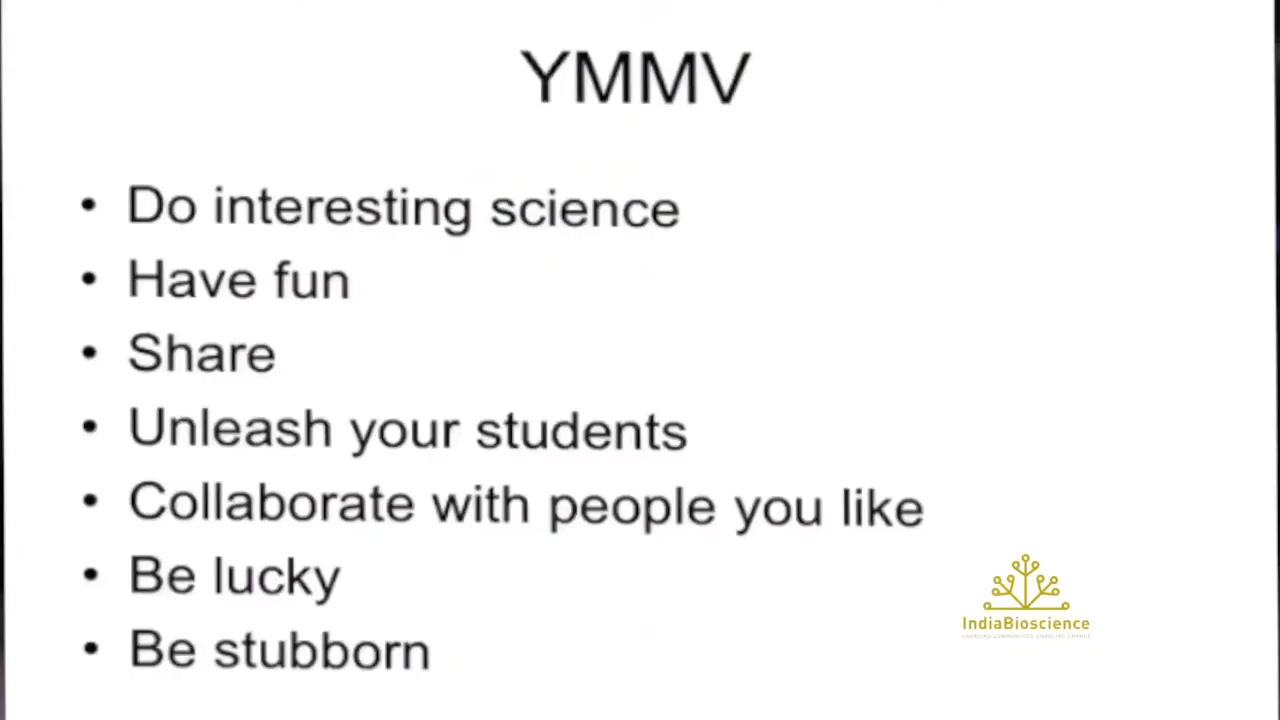 YMMV
• Do interesting science
• Have fun
• Share
• Unleash your students
• Collaborate with people you like
• Be lucky
• Be stubborn
IndiaBioscience